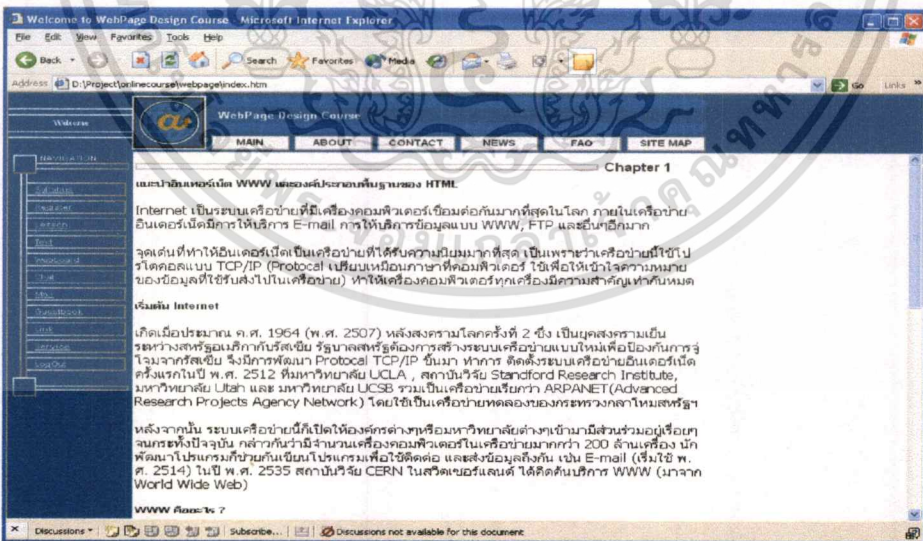 Welcome to WebPage Design Course - Microsoft Internet Explorer
File Edit View Favorites Tools Help
Back Search Favorites Media
Address D:\Project\onlinecourse\webpage\index.htm Go Links
Welcome
WebPage Design Course
MAIN ABOUT CONTACT NEWS FAQ SITE MAP
NAVIGATION
Syllabus
Lesson
Test
Webboard
Chat
Guestbook
Link
LogOut
Chapter 1
แนะนำอินเทอร์เน็ต WWW และองค์ประกอบพื้นฐานของ HTML
Internet เป็นระบบเครือข่ายที่มีเครื่องคอมพิวเตอร์เชื่อมต่อกันมากที่สุดในโลก ภายในเครือข่าย
อินเตอร์เน็ตมีการให้บริการ E-mail การให้บริการข้อมูลแบบ WWW, FTP และอื่นๆอีกมาก
จุดเด่นที่ทำให้อินเตอร์เน็ตเป็นเครือข่ายที่ได้รับความนิยมมากที่สุด เป็นเพราะว่าเครือข่ายนี้ใช้โป
รโตคอลแบบ TCP/IP (Protocal เปรียบเหมือนภาษาที่คอมพิวเตอร์ ใช้เพื่อให้เข้าใจความหมาย
ของข้อมูลที่ใช้รับส่งไปในเครือข่าย) ทำให้เครื่องคอมพิวเตอร์ทุกเครื่องมีความสำคัญเท่ากันหมด
เริ่มต้น Internet
เกิดเมื่อประมาณ ค.ศ. 1964 (พ.ศ. 2507) หลังสงครามโลกครั้งที่ 2 ซึ่ง เป็นยุคสงครามเย็น
ระหว่างสหรัฐอเมริกากับรัสเซีย รัฐบาลสหรัฐต้องการสร้างระบบเครือข่ายแบบใหม่เพื่อป้องกันการจู่
โจมจากรัสเซีย จึงมีการพัฒนา Protocal TCP/IP ขึ้นมา ทำการ ติดตั้งระบบเครือข่ายอินเตอร์เน็ต
ครั้งแรกในปี พ.ศ. 2512 ที่มหาวิทยาลัย UCLA , สถาบันวิจัย Standford Research Institute,
มหาวิทยาลัย Utah และ มหาวิทยาลัย UCSB รวมเป็นเครือข่ายเรียกว่า ARPANET(Advanced
Research Projects Agency Network) โดยใช้เป็นเครือข่ายทดลองของกระทรวงกลาโหมสหรัฐฯ
หลังจากนั้น ระบบเครือข่ายนี้ก็เปิดให้องค์กรต่างๆหรือมหาวิทยาลัยต่างๆเข้ามามีส่วนร่วมอยู่เรื่อยๆ
จนกระทั่งปัจจุบัน กล่าวกันว่ามีจำนวนเครื่องคอมพิวเตอร์ในเครือข่ายมากกว่า 200 ล้านเครื่อง นัก
พัฒนาโปรแกรมก็ช่วยกันเขียนโปรแกรมเพื่อใช้ติดต่อ และส่งข้อมูลถึงกัน เช่น E-mail (เริ่มใช้ พ.
ศ. 2514) ในปี พ.ศ. 2535 สถาบันวิจัย CERN ในสวิตเซอร์แลนด์ ได้คิดค้นบริการ WWW (มาจาก
World Wide Web)
WWW คืออะไร ?
Discussions Subscribe... Discussions not available for this document